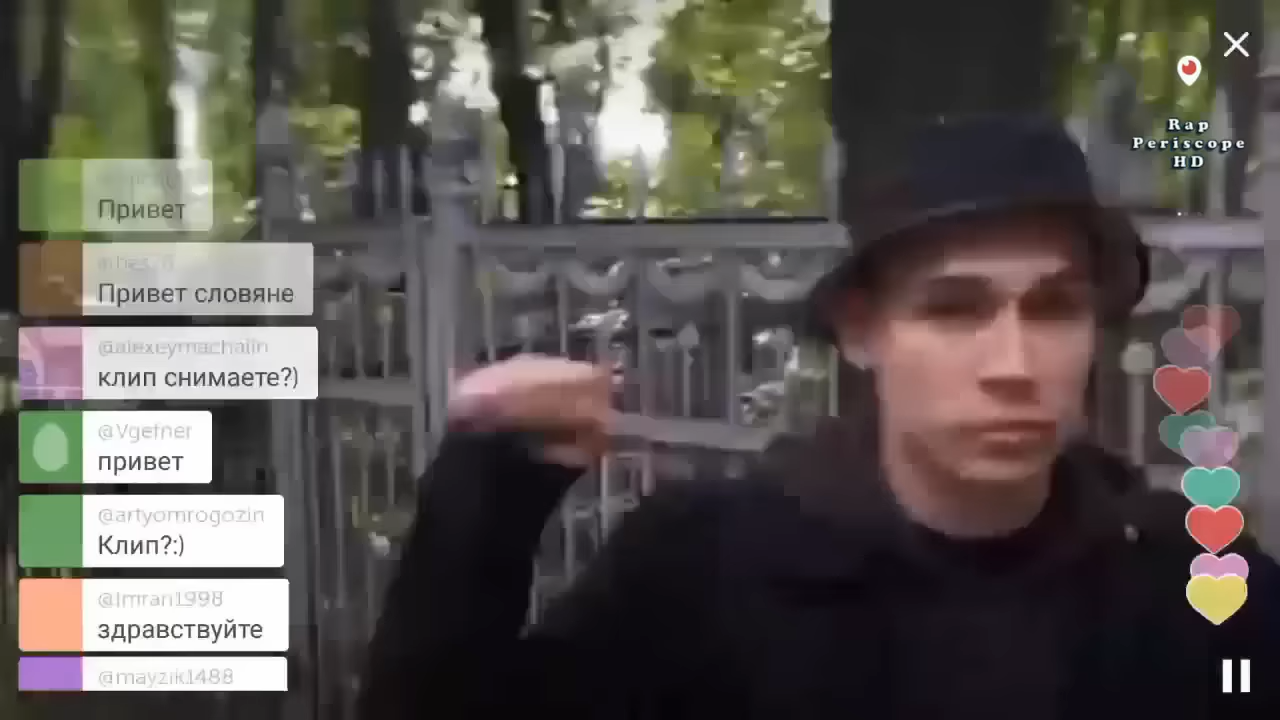 Rap
Periscope
HD
Привет
Привет словяне
@alexeymachalin
клип снимаете?)
@Vgefner
привет
@artyomrogozin
Клип?:)
@Imran1998
здравствуйте
@mayzik1488